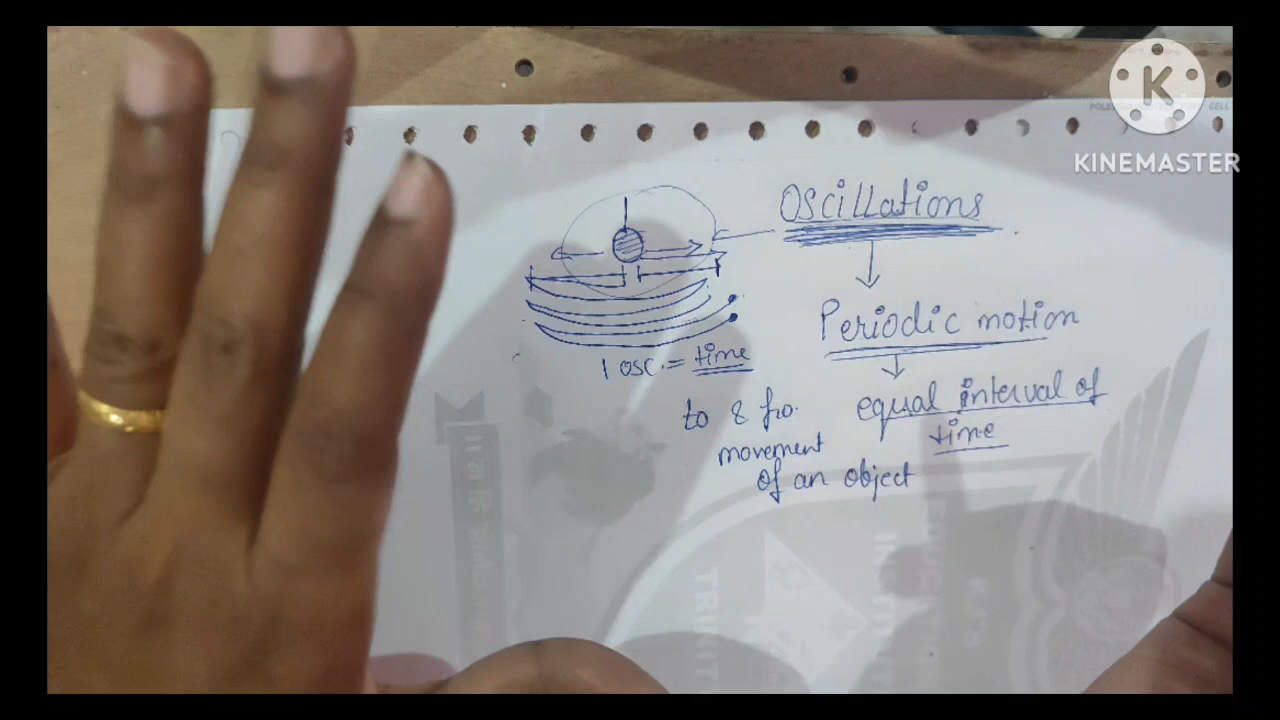 KINEMASTER
Oscillations
Periodic motion
1 osc. = time
equal interval of
time
to & fro.
movement
of an object